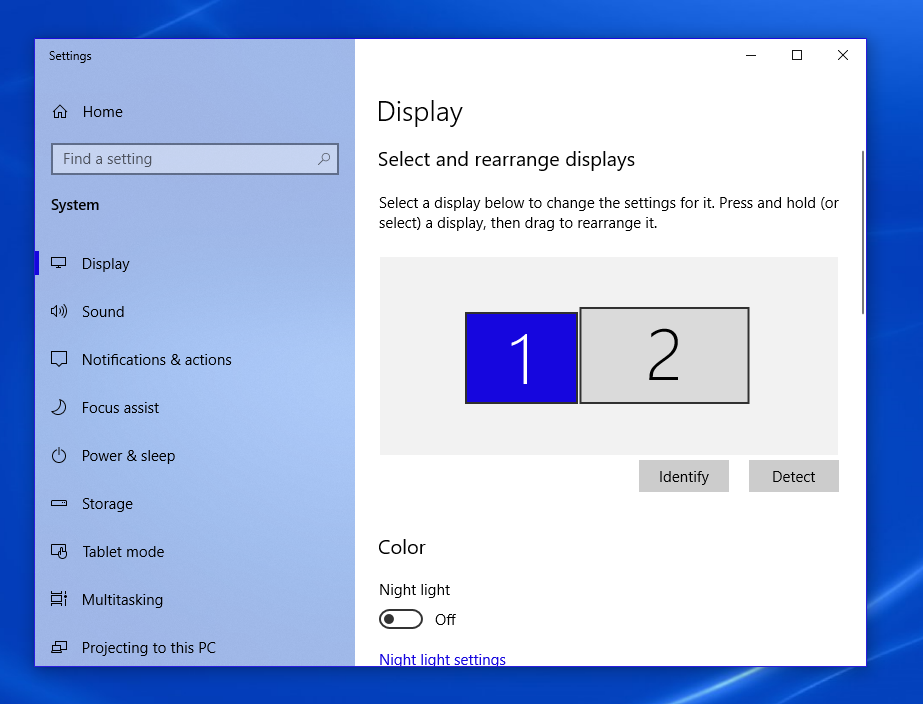 Settings
Home
Find a setting
System
Display
Sound
Notifications & actions
Focus assist
Power & sleep
Storage
Tablet mode
Multitasking
Projecting to this PC
Display
Select and rearrange displays
Select a display below to change the settings for it. Press and hold (or
select) a display, then drag to rearrange it.
1
2
Identify
Detect
Color
Night light
Off
Night light settings